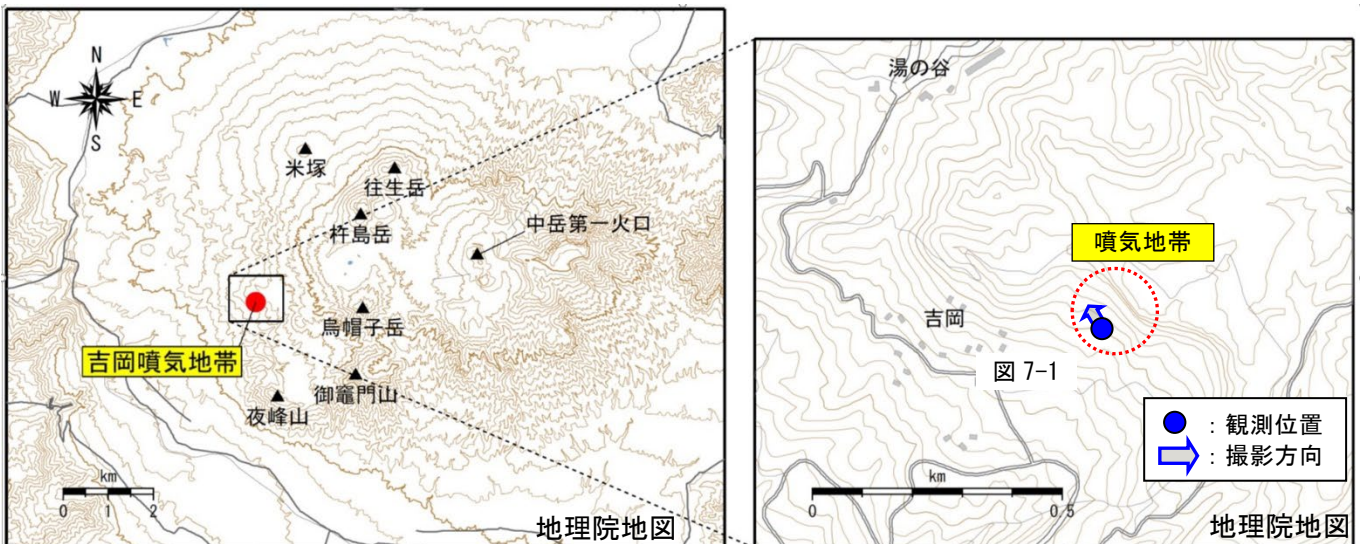 N
W
E
S
米塚
往生岳
杵島岳
中岳第一火口
烏帽子岳
吉岡噴気地帯
御竈門山
夜峰山
km
0 1 2
地理院地図
湯の谷
噴気地帯
吉岡
図 7-1
：観測位置
：撮影方向
km
0 0.5
地理院地図